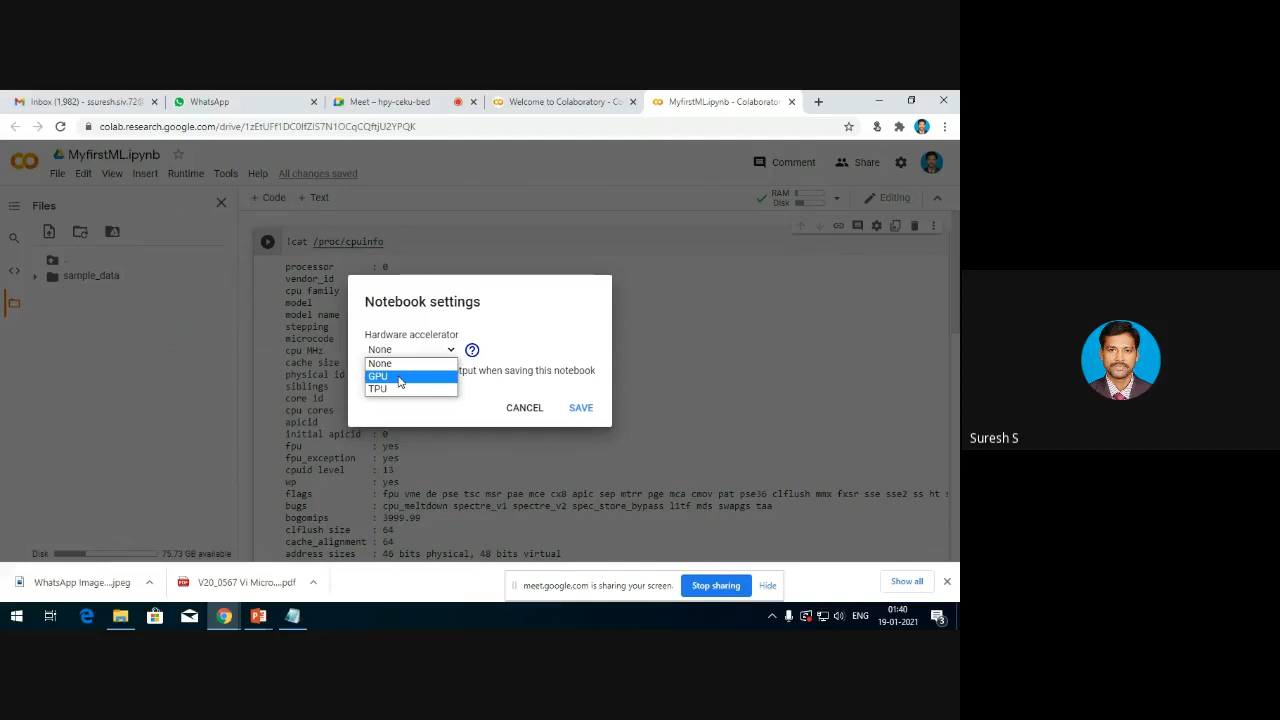 Inbox (1,982) - ssuresh.siv.72@
WhatsApp
Meet – hpy-ceku-bed
Welcome to Colaboratory - Co
MyfirstML.ipynb - Colaborator
colab.research.google.com/drive/1zEtUFf1DC0IfZIS7N1OCqCQftjU2YPQK
MyfirstML.ipynb
File Edit View Insert Runtime Tools Help All changes saved
Comment
Share
Files
+ Code + Text
RAM
Disk
Editing
..
sample_data
!cat /proc/cpuinfo
processor : 0
vendor_id
cpu family
model
model name
stepping
microcode
cpu MHz
cache size
physical id
siblings
core id
cpu cores
apicid
initial apicid : 0
fpu : yes
fpu_exception : yes
cpuid level : 13
wp : yes
flags : fpu vme de pse tsc msr pae mce cx8 apic sep mtrr pge mca cmov pat pse36 clflush mmx fxsr sse sse2 ss ht s
bugs : cpu_meltdown spectre_v1 spectre_v2 spec_store_bypass l1tf mds swapgs taa
bogomips : 3999.99
clflush size : 64
cache_alignment : 64
address sizes : 46 bits physical, 48 bits virtual
Notebook settings
Hardware accelerator
None
None
GPU
TPU
tput when saving this notebook
CANCEL
SAVE
Disk
75.73 GB available
WhatsApp Image....jpeg
V20_0567 Vi Micro....pdf
meet.google.com is sharing your screen.
Stop sharing
Hide
Show all
ENG
01:40
19-01-2021
3
Suresh S